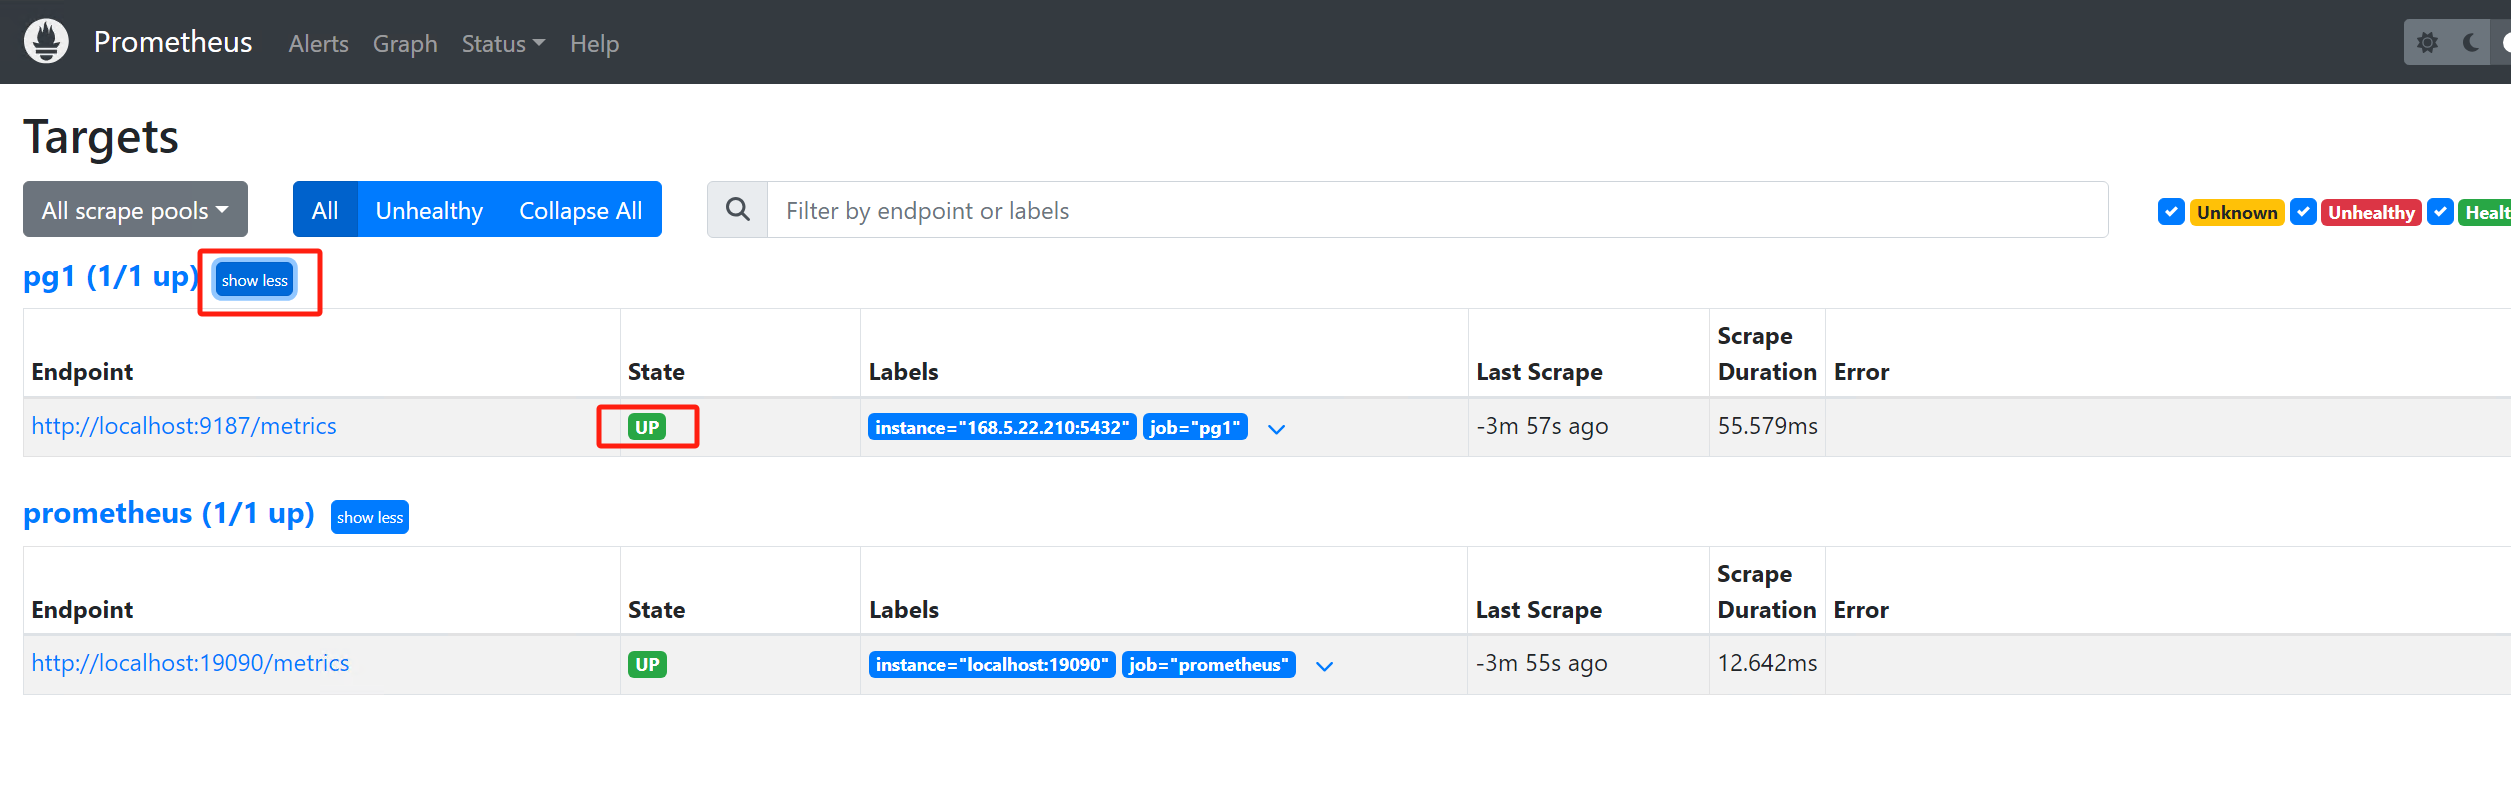 Prometheus Alerts Graph Status Help
Targets
All scrape pools All Unhealthy Collapse All Filter by endpoint or labels Unknown Unhealthy
pg1 (1/1 up) show less
Endpoint State Labels Last Scrape Scrape Duration Error
http://localhost:9187/metrics UP instance="168.5.22.210:5432" job="pg1" -3m 57s ago 55.579ms
prometheus (1/1 up) show less
Endpoint State Labels Last Scrape Scrape Duration Error
http://localhost:19090/metrics UP instance="localhost:19090" job="prometheus" -3m 55s ago 12.642ms